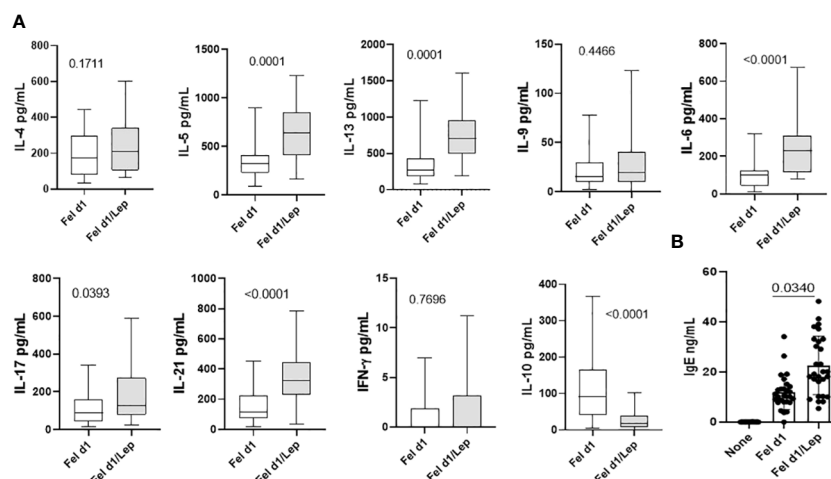 A
IL-4 pg/mL
800
600
400
200
0
0.1711
Fel d1
Fel d1/Lep
IL-5 pg/mL
1500
1000
500
0
0.0001
Fel d1
Fel d1/Lep
IL-13 pg/mL
2000
1500
1000
500
0
0.0001
Fel d1
Fel d1/Lep
IL-9 pg/mL
150
100
50
0
0.4466
Fel d1
Fel d1/Lep
IL-6 pg/mL
800
600
400
200
0
<0.0001
Fel d1
Fel d1/Lep
IL-17 pg/mL
800
600
400
200
0
0.0393
Fel d1
Fel d1/Lep
IL-21 pg/mL
1000
800
600
400
200
0
<0.0001
Fel d1
Fel d1/Lep
IFN-γ pg/mL
15
10
5
0
0.7696
Fel d1
Fel d1/Lep
IL-10 pg/mL
400
300
200
100
0
<0.0001
Fel d1
Fel d1/Lep
B
IgE ng/mL
60
40
20
0
0.0340
None
Fel d1
Fel d1/Lep